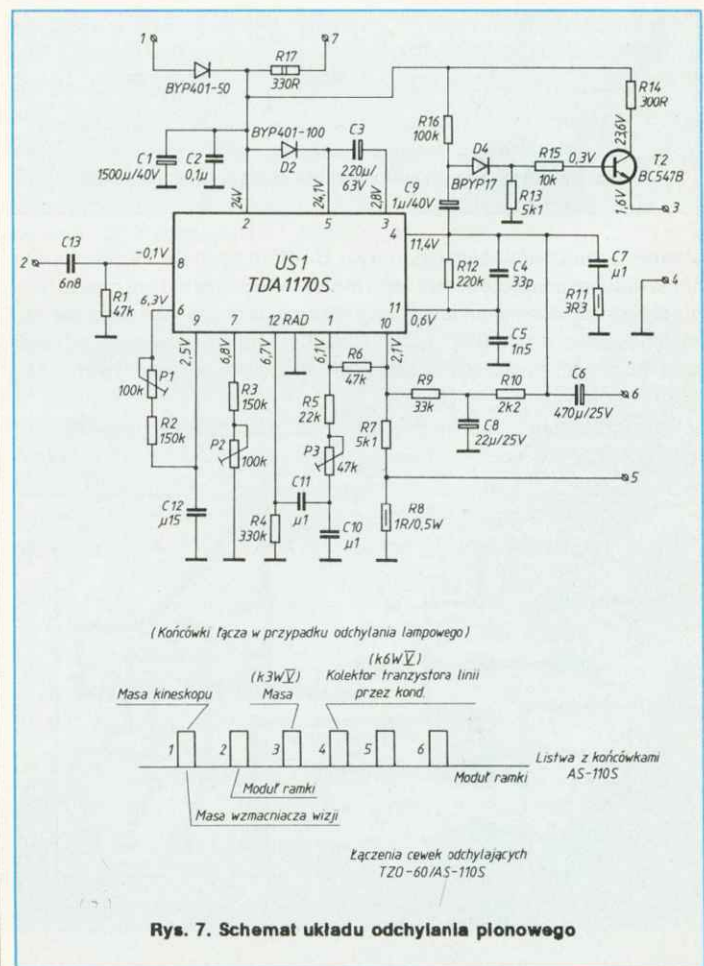 1
7
R17
330R
BYP401-50
R14
300R
BYP401-100
D2
C3
220µ/
63V
R16
100k
D4
BPYP17
R15
10k
0,3V
23,6V
T2
BC547B
1,6V
3
C1
1500µ/40V
C2
0,1µ
C9
1µ/40V
R13
5k1
24V
24,1V
2,8V
2
5
3
4
11,4V
C13
6n8
2
-0,1V
8
US1
TDA1170S
R12
220k
C4
33p
C7
µ1
4
R1
47k
6,3V
6
9
7
12 RAD
1
10
11
0,6V
R11
3R3
C5
1n5
2,5V
6,8V
6,7V
6,1V
2,1V
R6
47k
P1
100k
R3
150k
R5
22k
R9
33k
R10
2k2
C6
470µ/25V
6
R2
150k
P2
100k
P3
47k
R7
5k1
C8
22µ/25V
5
C12
µ15
R4
330k
C11
µ1
C10
µ1
R8
1R/0,5W
(Końcówki łącza w przypadku odchylania lampowego)
(k6WV)
(k3WV)
Kolektor tranzystora linii
Masa kineskopu
Masa
przez kond.
1
2
3
4
5
6
Listwa z końcówkami
AS-110S
Moduł ramki
Moduł ramki
Masa wzmacniacza wizji
Łączenia cewek odchylających
TZO-60/AS-110S
Rys. 7. Schemat układu odchylania pionowego